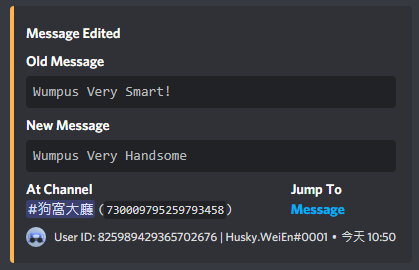 Message Edited
Old Message
Wumpus Very Smart!
New Message
Wumpus Very Handsome
At Channel
Jump To
#狗窩大廳 (730009795259793458)
Message
User ID: 825989429365702676 | Husky.WeiEn#0001 • 今天 10:50